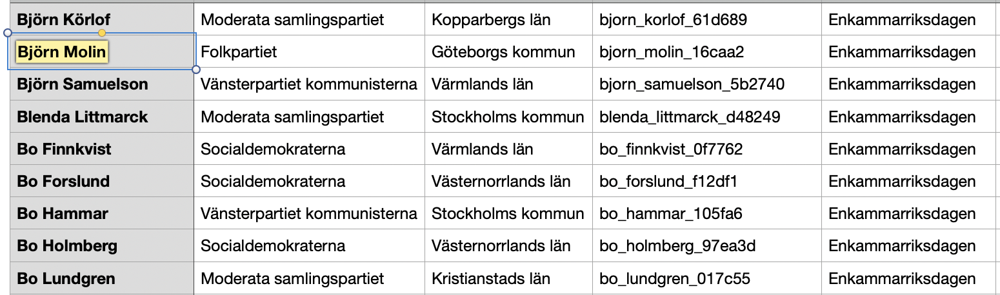 Björn Körlof Moderata samlingspartiet Kopparbergs län bjorn_korlof_61d689 Enkammarriksdagen
Björn Molin Folkpartiet Göteborgs kommun bjorn_molin_16caa2 Enkammarriksdagen
Björn Samuelson Vänsterpartiet kommunisterna Värmlands län bjorn_samuelson_5b2740 Enkammarriksdagen
Blenda Littmarck Moderata samlingspartiet Stockholms kommun blenda_littmarck_d48249 Enkammarriksdagen
Bo Finnkvist Socialdemokraterna Värmlands län bo_finnkvist_0f7762 Enkammarriksdagen
Bo Forslund Socialdemokraterna Västernorrlands län bo_forslund_f12df1 Enkammarriksdagen
Bo Hammar Vänsterpartiet kommunisterna Stockholms kommun bo_hammar_105fa6 Enkammarriksdagen
Bo Holmberg Socialdemokraterna Västernorrlands län bo_holmberg_97ea3d Enkammarriksdagen
Bo Lundgren Moderata samlingspartiet Kristianstads län bo_lundgren_017c55 Enkammarriksdagen